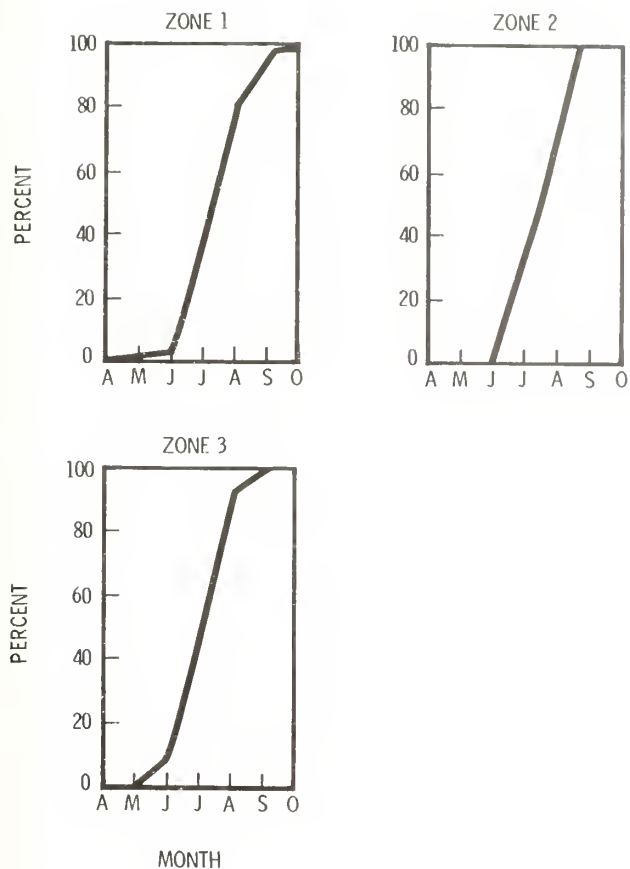 ZONE 1
100
80
60
40
20
0
A M J J A S O
PERCENT
ZONE 2
100
80
60
40
20
0
A M J J A S O
ZONE 3
100
80
60
40
20
0
A M J J A S O
PERCENT
MONTH